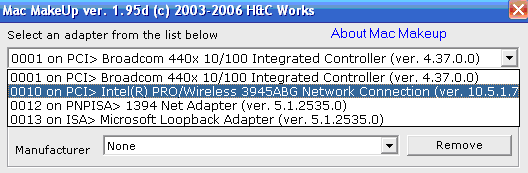 Mac MakeUp ver. 1.95d (c) 2003-2006 H&C Works
Select an adapter from the list below About Mac Makeup
0001 on PCI> Broadcom 440x 10/100 Integrated Controller (ver. 4.37.0.0)
0001 on PCI> Broadcom 440x 10/100 Integrated Controller (ver. 4.37.0.0)
0010 on PCI> Intel(R) PRO/Wireless 3945ABG Network Connection (ver. 10.5.1.7
0012 on PNPISA> 1394 Net Adapter (ver. 5.1.2535.0)
0013 on ISA> Microsoft Loopback Adapter (ver. 5.1.2535.0)
Manufacturer None Remove